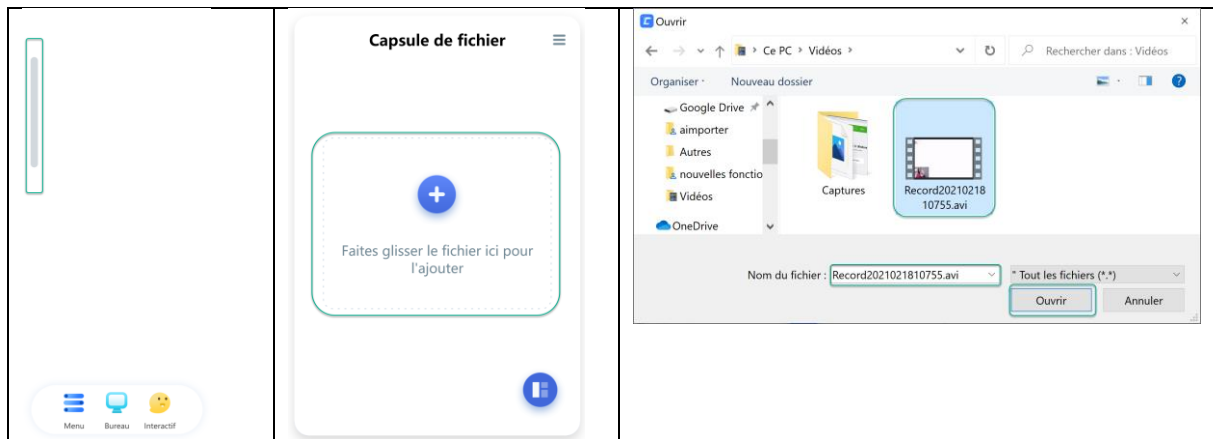 Menu
Bureau
Interactif
Capsule de fichier
Faites glisser le fichier ici pour
l'ajouter
Ouvrir
Ce PC › Vidéos ›
Rechercher dans : Vidéos
Organiser
Nouveau dossier
Google Drive
aimporter
Autres
nouvelles fonctio
Vidéos
OneDrive
Captures
Record20210218
10755.avi
Nom du fichier : Record2021021810755.avi
* Tout les fichiers (*.*)
Ouvrir
Annuler